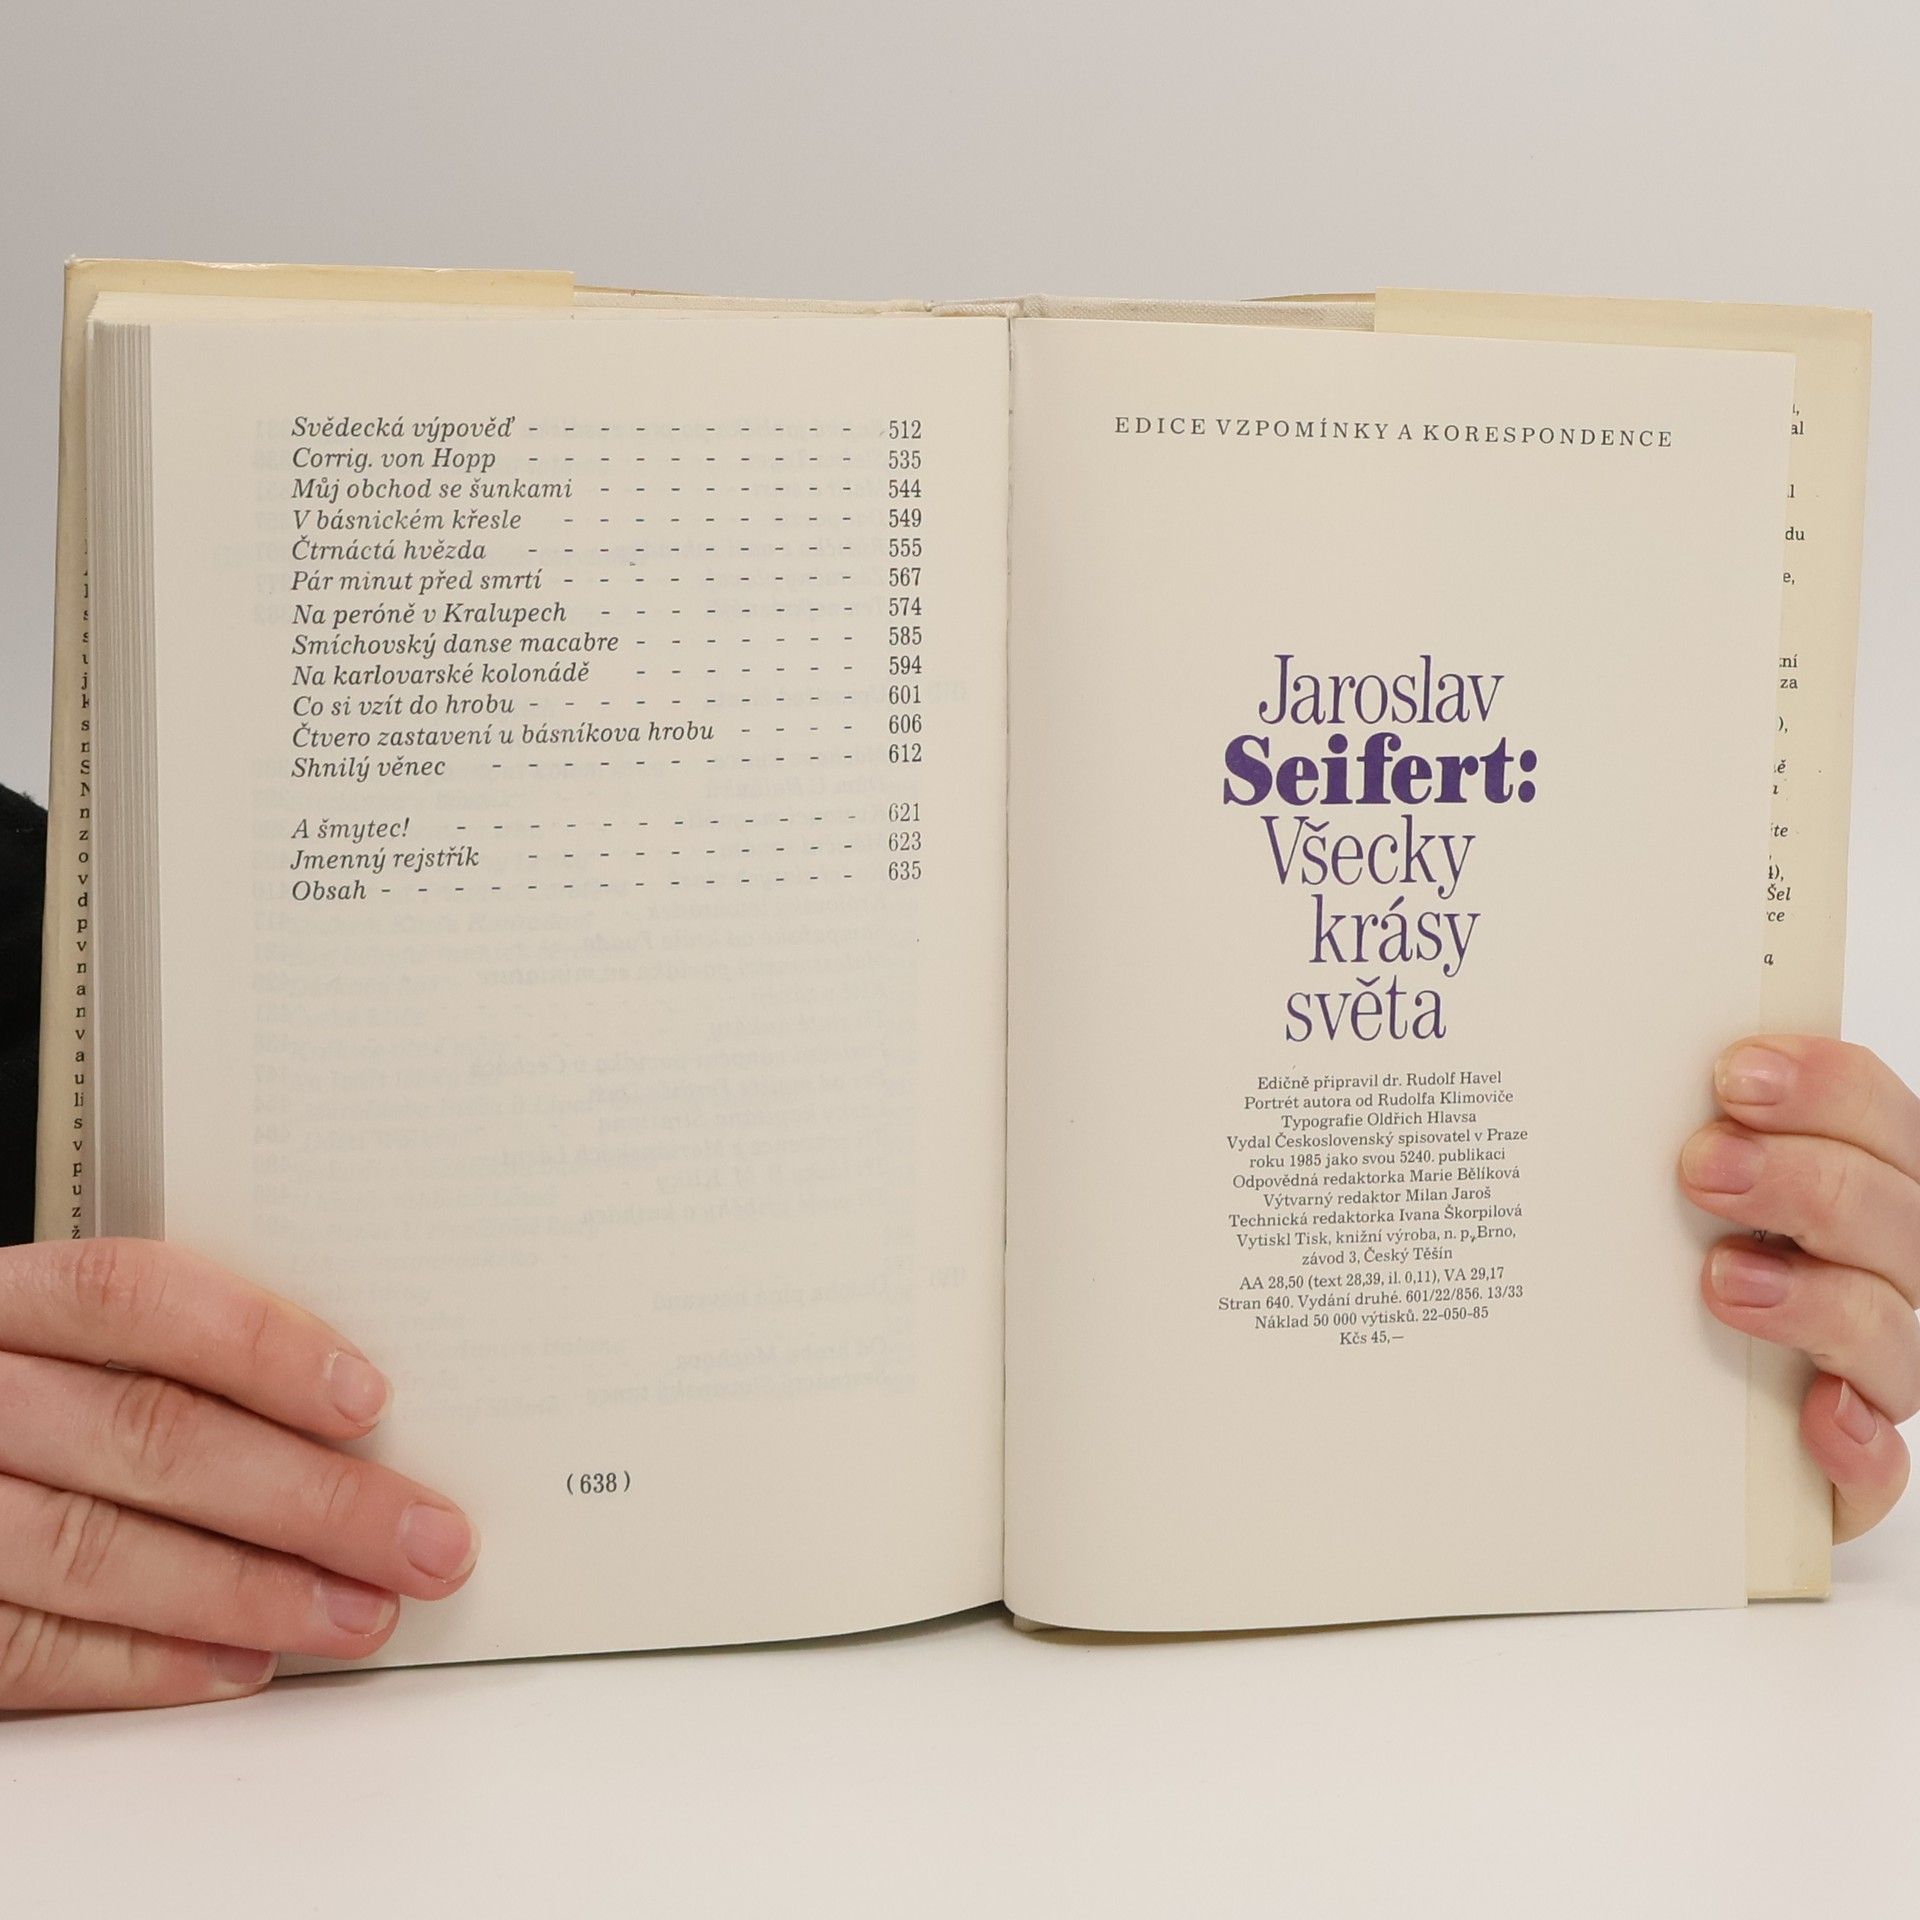 Svědecká výpověď - - - - - - - - - - 512
Corrig. von Hopp - - - - - - - - - - 535
Můj obchod se šunkami - - - - - - - - 544
V básnickém křesle - - - - - - - - - 549
Čtrnáctá hvězda - - - - - - - - - - 555
Pár minut před smrtí - - - - - - - - - 567
Na peróně v Kralupech - - - - - - - - 574
Smíchovský danse macabre - - - - - - - 585
Na karlovarské kolonádě - - - - - - - 594
Co si vzít do hrobu - - - - - - - - - - 601
Čtvero zastavení u básníkova hrobu - - - - 606
Shnilý věnec - - - - - - - - - - - 612
A šmytec! - - - - - - - - - - - - 621
Jmenný rejstřík - - - - - - - - - - 623
Obsah - - - - - - - - - - - - - - 635
(638)
EDICE VZPOMÍNKY A KORESPONDENCE
Jaroslav
Seifert:
Všecky
krásy
světa
Edičně připravil dr. Rudolf Havel
Portrét autora od Rudolfa Klimoviče
Typografie Oldřich Hlavsa
Vydal Československý spisovatel v Praze
roku 1985 jako svou 5240. publikaci
Odpovědná redaktorka Marie Bělíková
Výtvarný redaktor Milan Jaroš
Technická redaktorka Ivana Škorpilová
Vytiskl Tisk, knižní výroba, n. p., Brno,
závod 3, Český Těšín
AA 28,50 (text 28,39, il. 0,11), VA 29,17
Stran 640. Vydání druhé. 601/22/856. 13/33
Náklad 50 000 výtisků. 22-050-85
Kčs 45,—